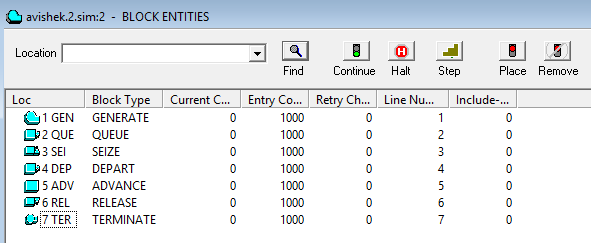 avishek.2.sim:2 - BLOCK ENTITIES
Location
Find Continue Halt Step Place Remove
Loc Block Type Current C... Entry Co... Retry Ch... Line Nu... Include-...
1 GEN GENERATE 0 1000 0 1 0
2 QUE QUEUE 0 1000 0 2 0
3 SEI SEIZE 0 1000 0 3 0
4 DEP DEPART 0 1000 0 4 0
5 ADV ADVANCE 0 1000 0 5 0
6 REL RELEASE 0 1000 0 6 0
7 TER TERMINATE 0 1000 0 7 0